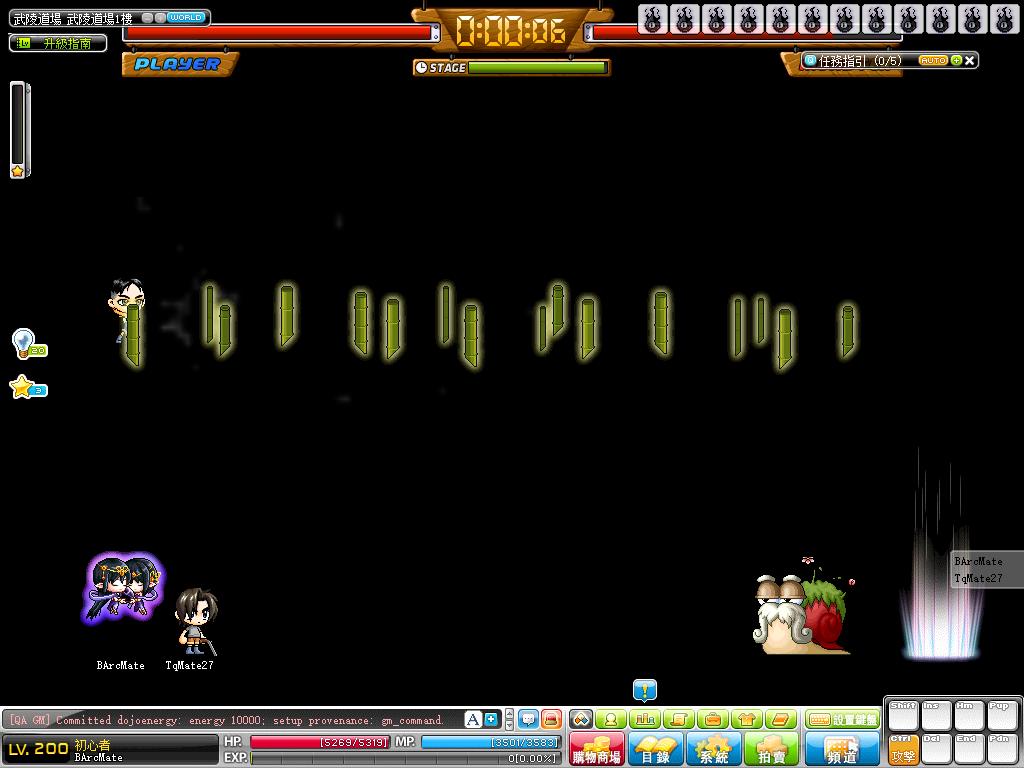 武陵道場 武陵道場1樓 WORLD
Lv 升級指南
0:00:06
PLAYER
STAGE
任務指引 (0/5) AUTO
20
3
BArcMate
TqMate27
BArcMate
TqMate27
[QA GM] Committed dojoenergy: energy 10000; setup provenance: gm_command.
A
LV. 200 初心者
BArcMate
HP. [5269/5319] MP. [3501/3583]
EXP. 0[0.00%]
購物商場
目錄
系統
拍賣
頻道
設置鍵盤
Shift Ins Hm Pup
Ctrl Del End Pdn
攻擊